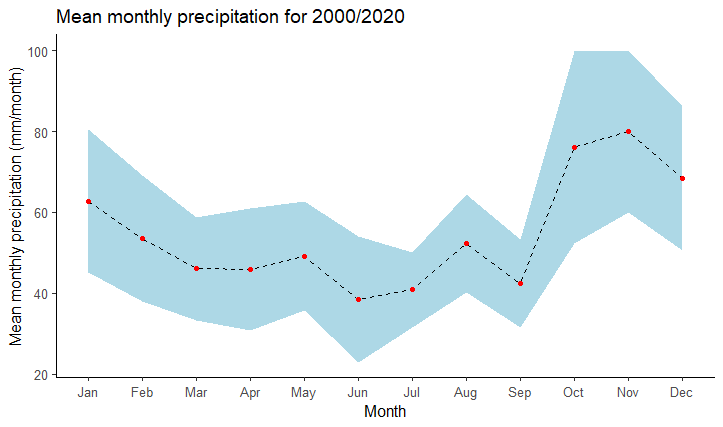 Mean monthly precipitation for 2000/2020
Mean monthly precipitation (mm/month)
100
80
60
40
20
Jan Feb Mar Apr May Jun Jul Aug Sep Oct Nov Dec
Month